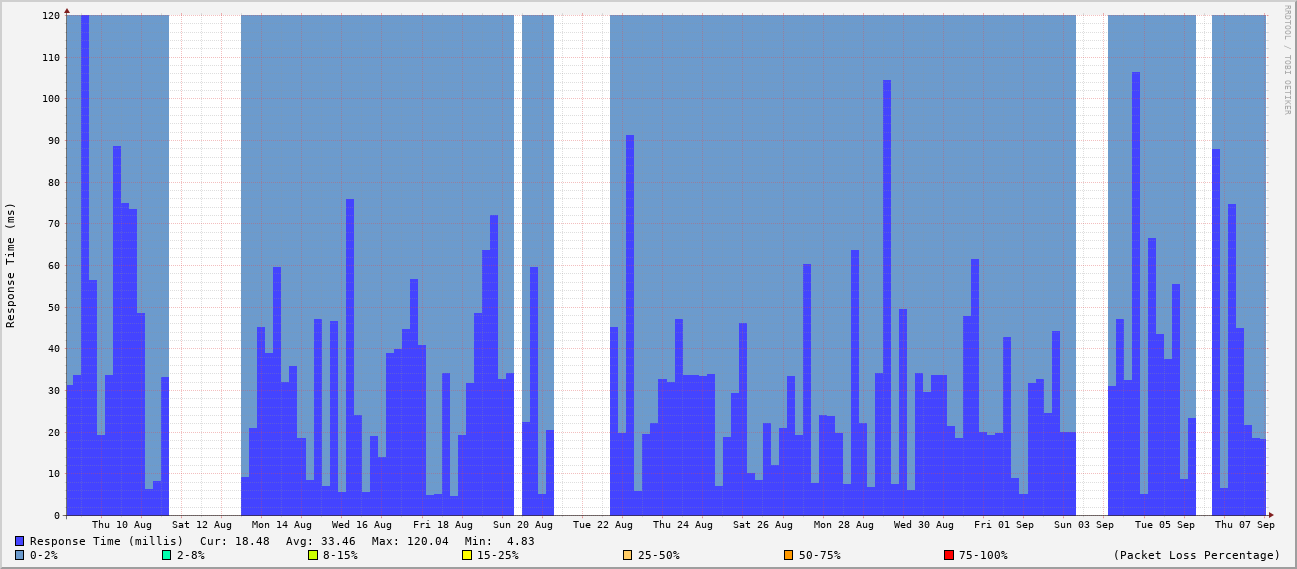 RRDTOOL / TOBI OETIKER
Response Time (ms)
120
110
100
90
80
70
60
50
40
30
20
10
0
Thu 10 Aug Sat 12 Aug Mon 14 Aug Wed 16 Aug Fri 18 Aug Sun 20 Aug Tue 22 Aug Thu 24 Aug Sat 26 Aug Mon 28 Aug Wed 30 Aug Fri 01 Sep Sun 03 Sep Tue 05 Sep Thu 07 Sep
Response Time (millis) Cur: 18.48 Avg: 33.46 Max: 120.04 Min: 4.83
0-2% 2-8% 8-15% 15-25% 25-50% 50-75% 75-100% (Packet Loss Percentage)